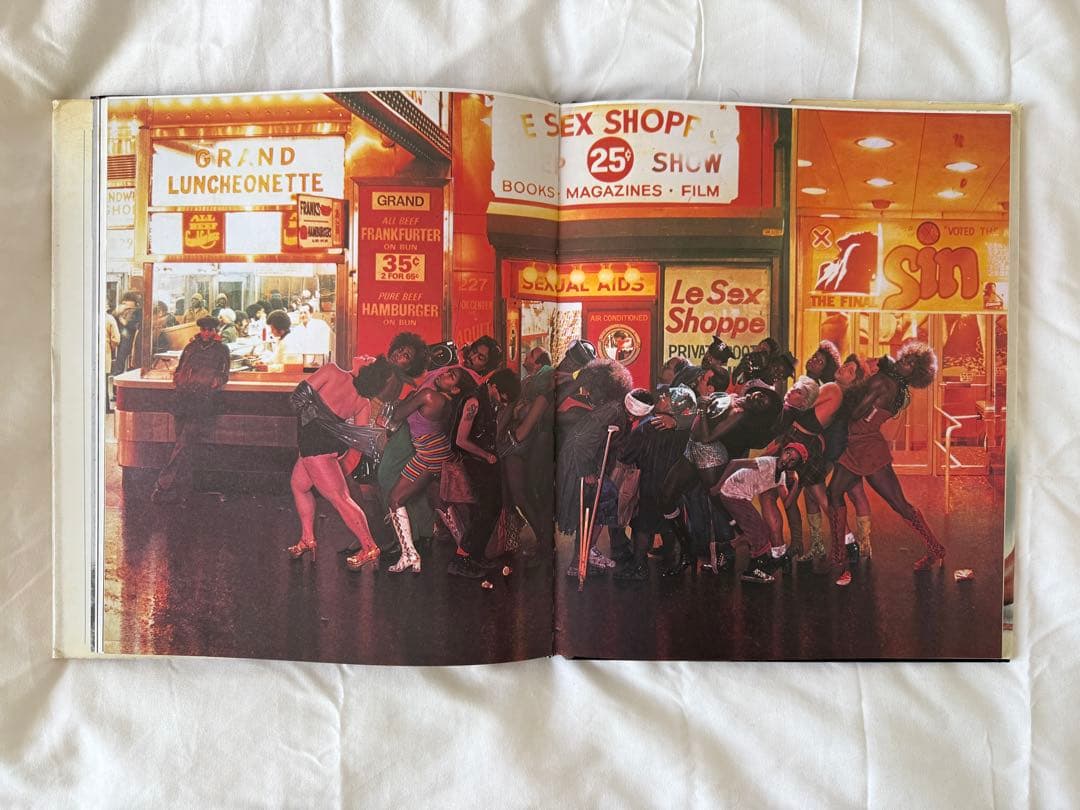 GRAND
LUNCHEONETTE
FRANKS
HAMBURGERS
GRAND
ALL BEEF
FRANKFURTER
ON BUN
35¢
2 FOR 65¢
PURE BEEF
HAMBURGER
ON BUN
227
E SEX SHOPP
25¢ SHOW
BOOKS · MAGAZINES · FILM
SEXUAL AIDS
AIR CONDITIONED
Le Sex
Shoppe
PRIVATE
"VOTED THE
Sin
THE FINAL